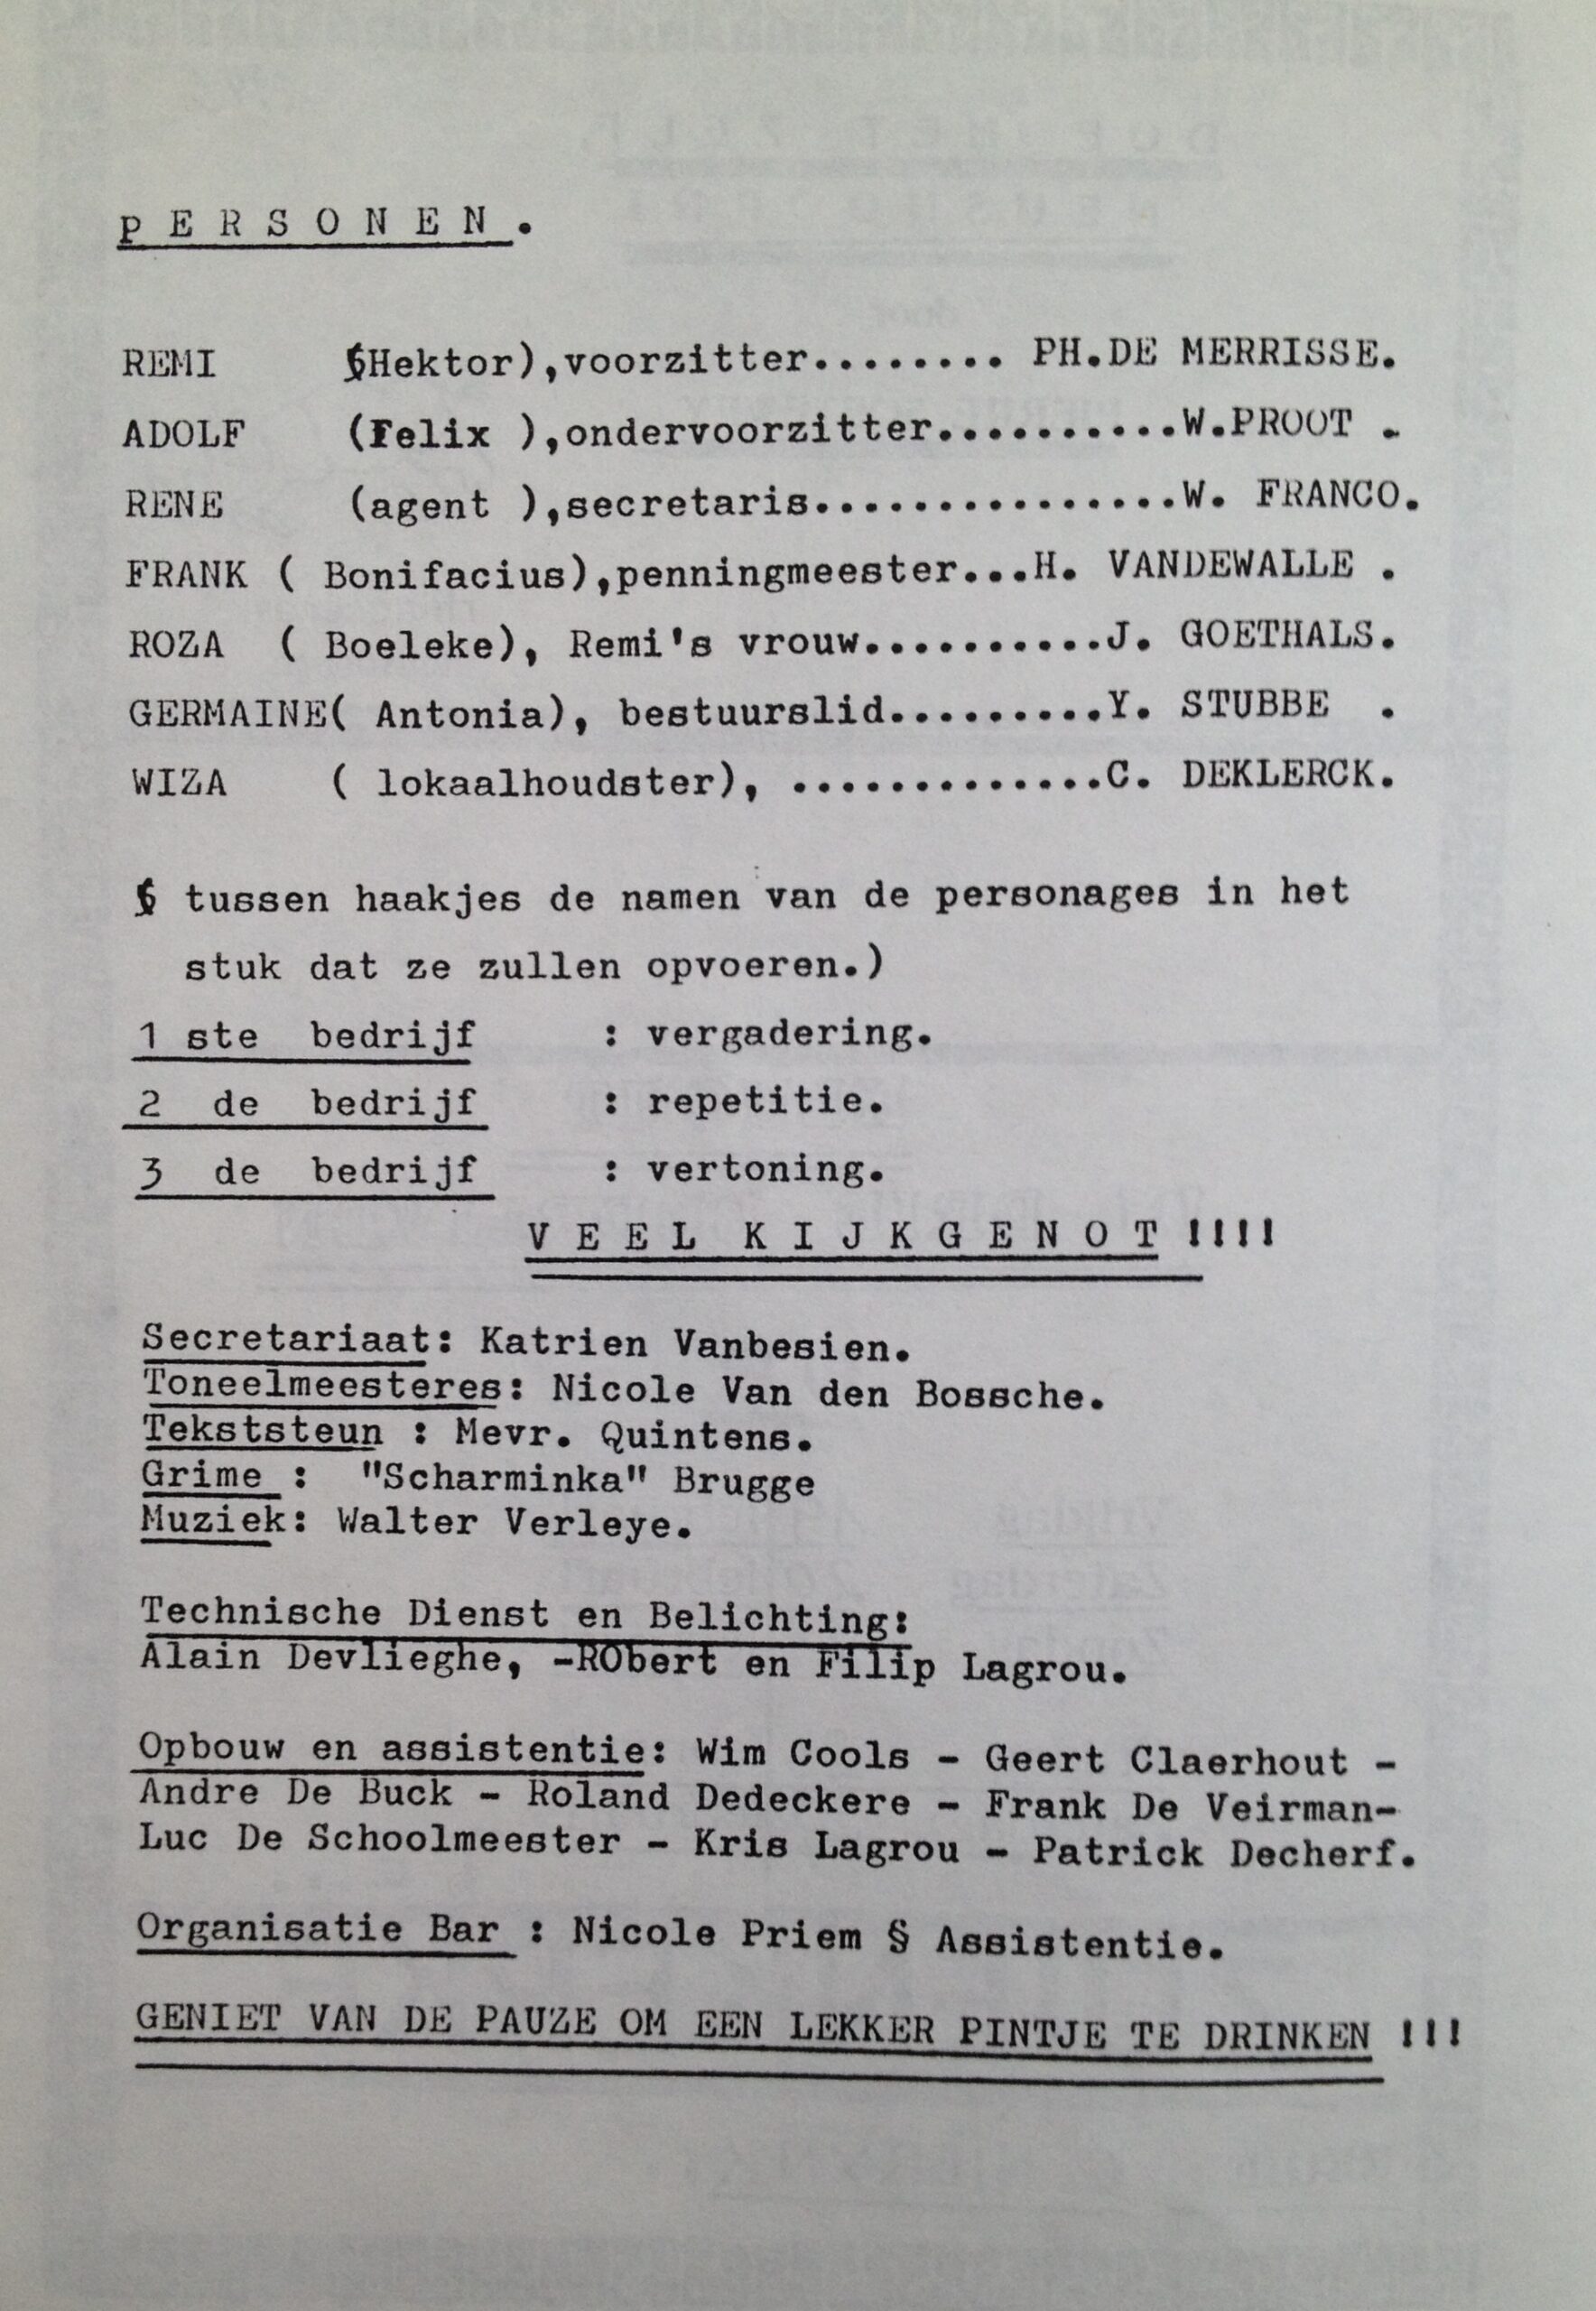 P E R S O N E N .
REMI (Hektor),voorzitter........ PH.DE MERRISSE.
ADOLF (Felix ),ondervoorzitter..........W.PROOT .
RENE (agent ),secretaris...............W. FRANCO.
FRANK ( Bonifacius),penningmeester...H. VANDEWALLE .
ROZA ( Boeleke), Remi's vrouw..........J. GOETHALS.
GERMAINE( Antonia), bestuurslid.........Y. STUBBE .
WIZA ( lokaalhoudster), .............C. DEKLERCK.
( tussen haakjes de namen van de personages in het
stuk dat ze zullen opvoeren.)
1 ste bedrijf : vergadering.
2 de bedrijf : repetitie.
3 de bedrijf : vertoning.
V E E L K I J K G E N O T !!!!
Secretariaat: Katrien Vanbesien.
Toneelmeesteres: Nicole Van den Bossche.
Tekststeun : Mevr. Quintens.
Grime : "Scharminka" Brugge
Muziek: Walter Verleye.
Technische Dienst en Belichting:
Alain Devlieghe, -RObert en Filip Lagrou.
Opbouw en assistentie: Wim Cools - Geert Claerhout -
Andre De Buck - Roland Dedeckere - Frank De Veirman-
Luc De Schoolmeester - Kris Lagrou - Patrick Decherf.
Organisatie Bar : Nicole Priem § Assistentie.
GENIET VAN DE PAUZE OM EEN LEKKER PINTJE TE DRINKEN !!!